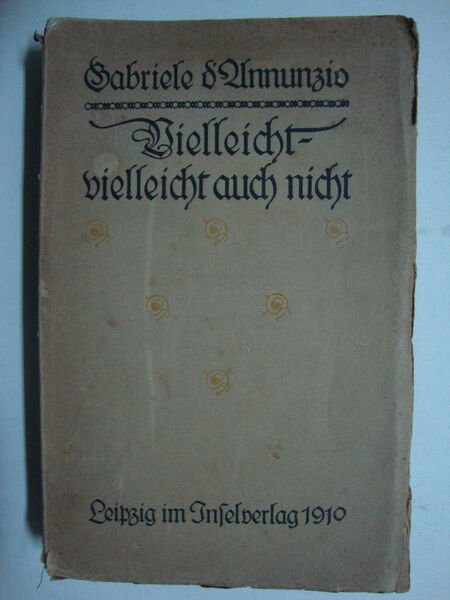 Gabriele d'Annunzio
Vielleicht-
vielleicht auch nicht
Leipzig im Inselverlag 1910